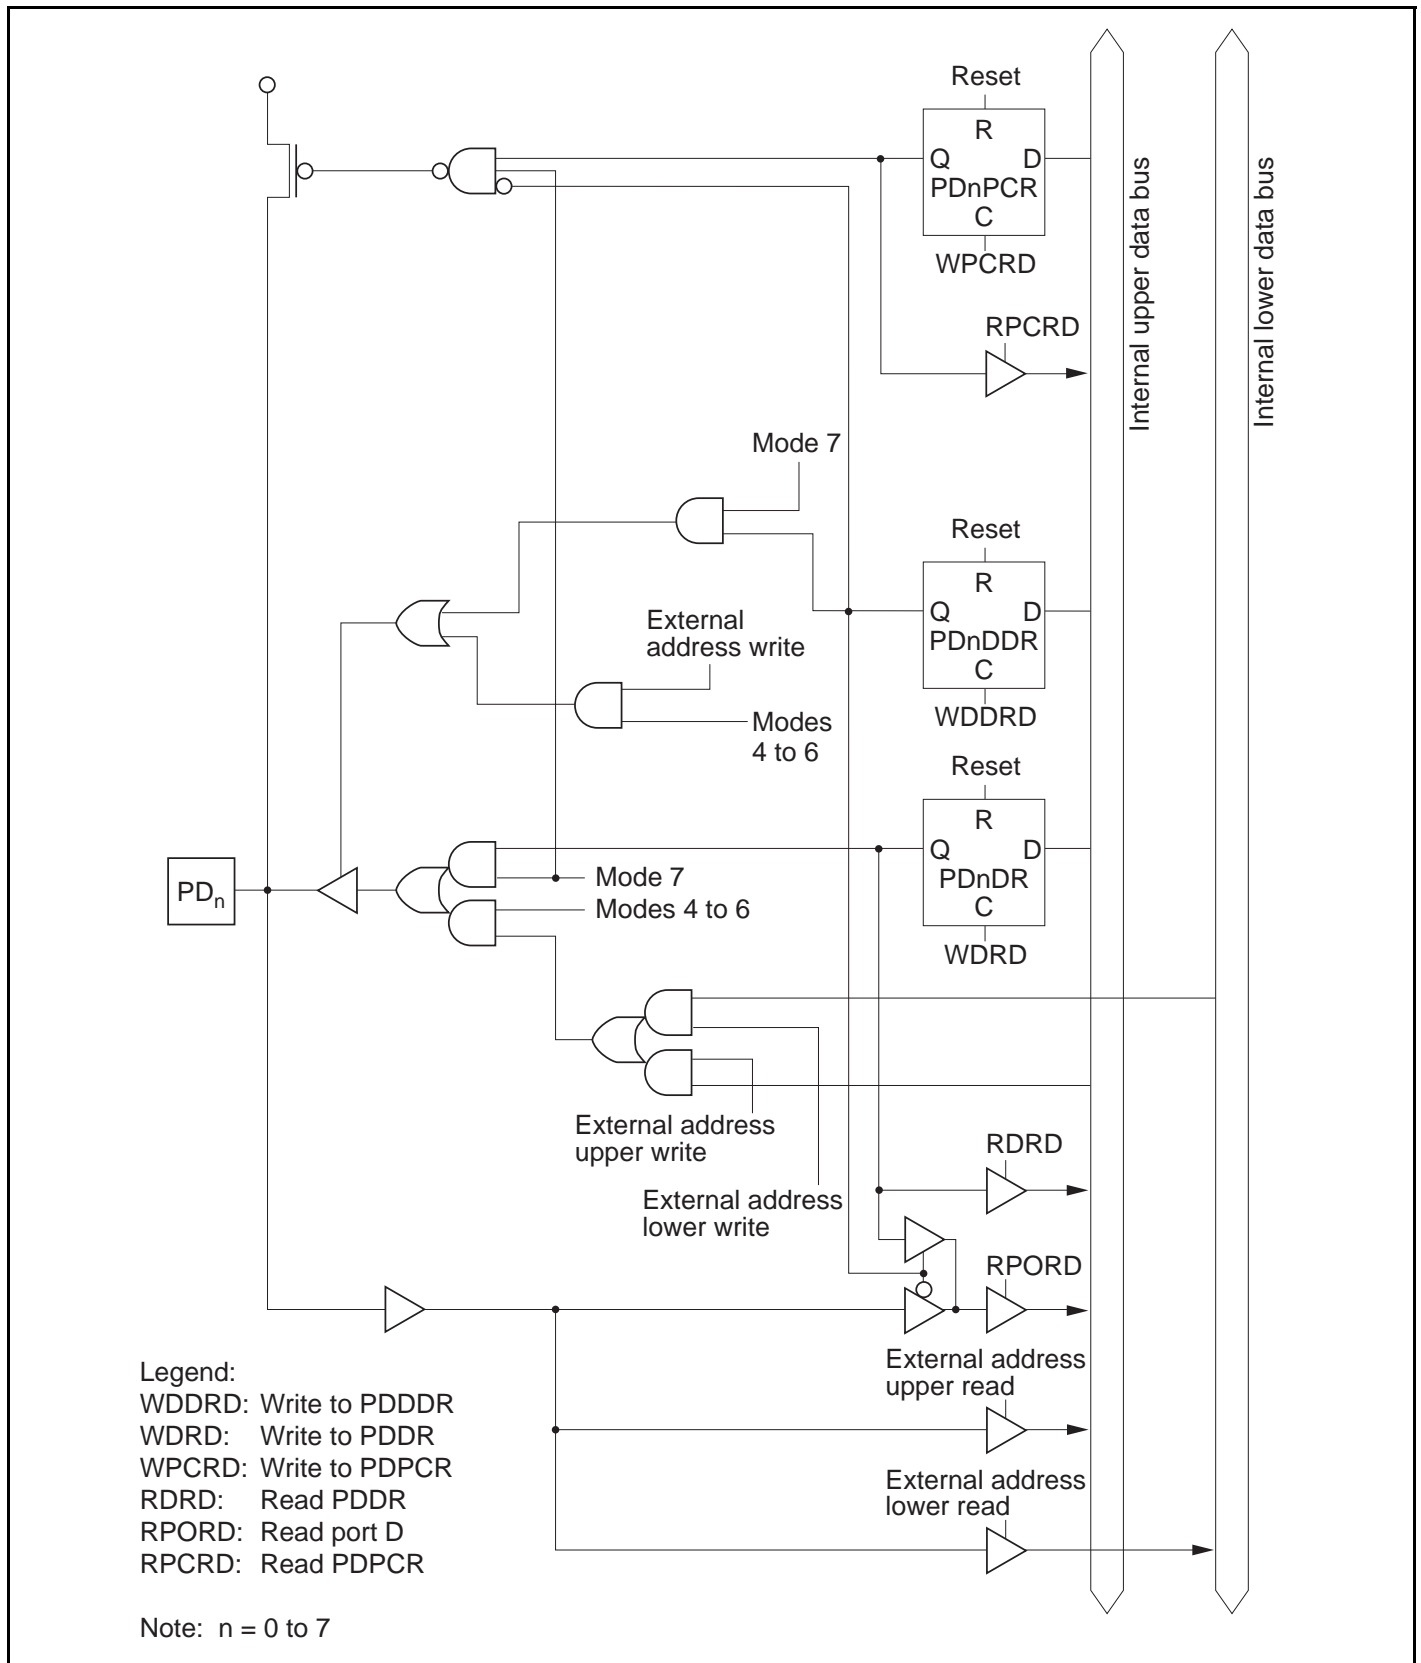 Reset
R
Q D
PDnPCR
C
WPCRD
Internal upper data bus
Internal lower data bus
RPCRD
Mode 7
Reset
R
Q D
PDnDDR
C
WDDRD
External
address write
Modes
4 to 6
Reset
R
Q D
PDnDR
C
WDRD
PDn
Mode 7
Modes 4 to 6
External address
upper write
External address
lower write
RDRD
RPORD
External address
upper read
External address
lower read
Legend:
WDDRD: Write to PDDDR
WDRD: Write to PDDR
WPCRD: Write to PDPCR
RDRD: Read PDDR
RPORD: Read port D
RPCRD: Read PDPCR
Note: n = 0 to 7